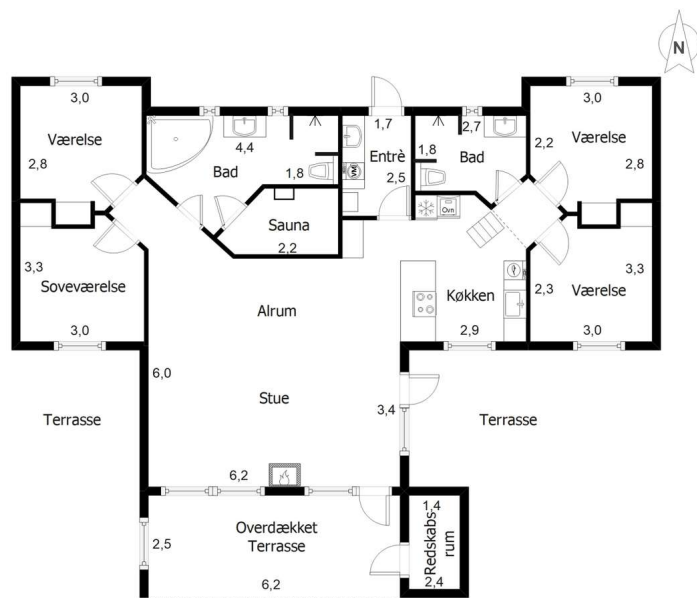 N
3,0
Værelse
2,8
4,4
Bad
1,8
1,7
Entrè
2,5
2,7
1,8
Bad
3,0
Værelse
2,2
2,8
Sauna
2,2
Ovn
3,3
Soveværelse
3,0
Alrum
Køkken
2,9
3,3
2,3
Værelse
3,0
6,0
Stue
3,4
Terrasse
Terrasse
6,2
2,5
Overdækket
Terrasse
6,2
1,4
Redskabs-
rum
2,4